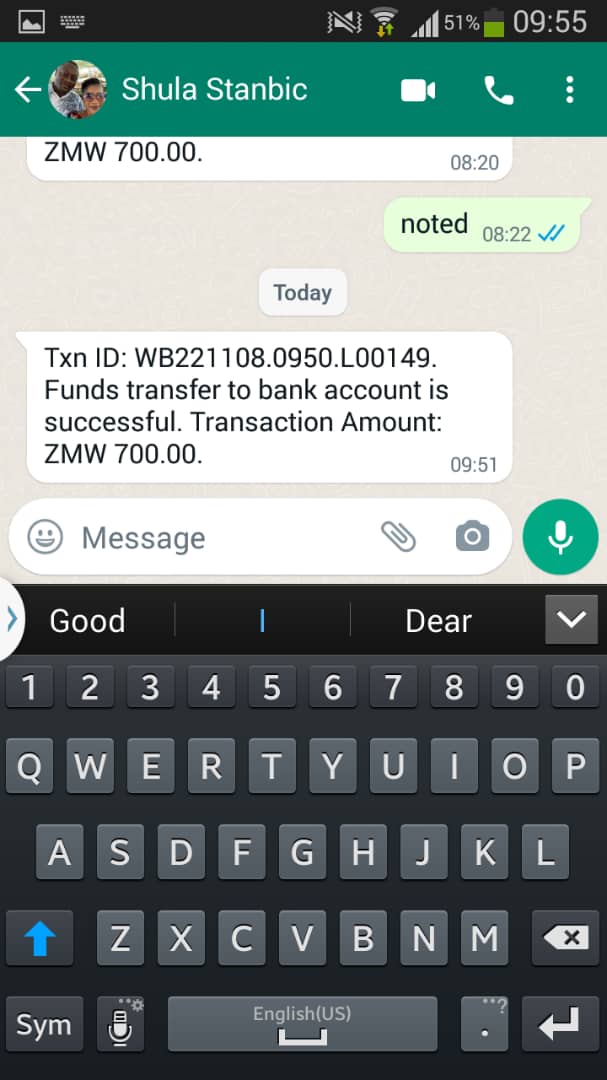 51% 09:55
Shula Stanbic
ZMW 700.00.
08:20
noted 08:22
Today
Txn ID: WB221108.0950.L00149.
Funds transfer to bank account is
successful. Transaction Amount:
ZMW 700.00.
09:51
Message
Good I Dear
1 2 3 4 5 6 7 8 9 0
Q W E R T Y U I O P
A S D F G H J K L
Z X C V B N M
Sym English(US) . ?